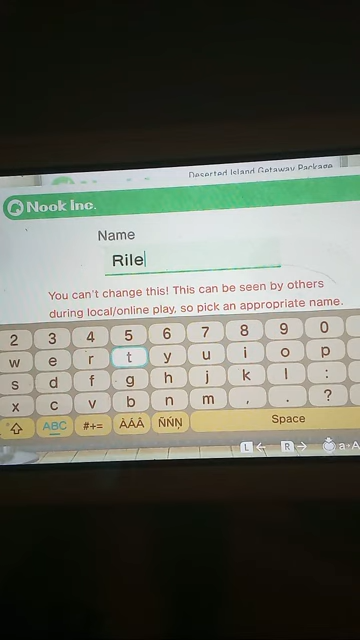 Deserted Island Getaway Package
Nook Inc.
Name
Rile
You can't change this! This can be seen by others
during local/online play, so pick an appropriate name.
2 3 4 5 6 7 8 9 0
w e r t y u i o p
s d f g h j k l :
x c v b n m , . ?
ABC #+= ÀÁÂ ÑŃŅ Space
L R a↔A